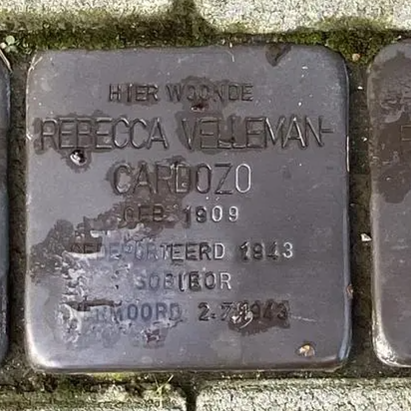 HIER WOONDE
REBECCA VELLEMAN-
CARDOZO
GEB. 1909
GEDEPORTEERD 1943
SOBIBOR
VERMOORD 2.7.1943